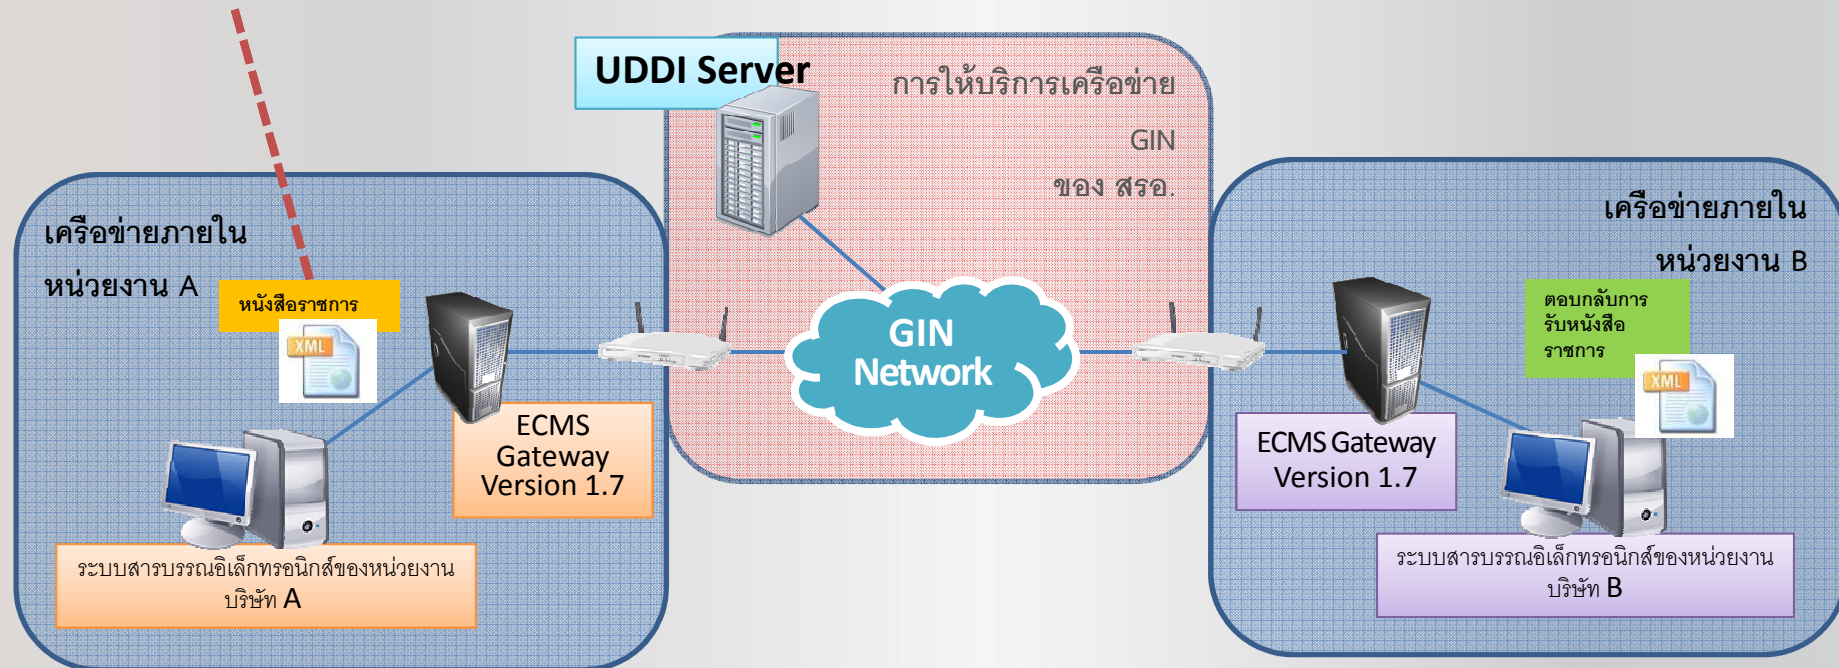 UDDI Server
การให้บริการเครือข่าย
GIN
ของ สรอ.
เครือข่ายภายใน
หน่วยงาน A
หนังสือราชการ
XML
ECMS
Gateway
Version 1.7
ระบบสารบรรณอิเล็กทรอนิกส์ของหน่วยงาน
บริษัท A
GIN
Network
เครือข่ายภายใน
หน่วยงาน B
ตอบกลับการ
รับหนังสือ
ราชการ
XML
ECMS Gateway
Version 1.7
ระบบสารบรรณอิเล็กทรอนิกส์ของหน่วยงาน
บริษัท B